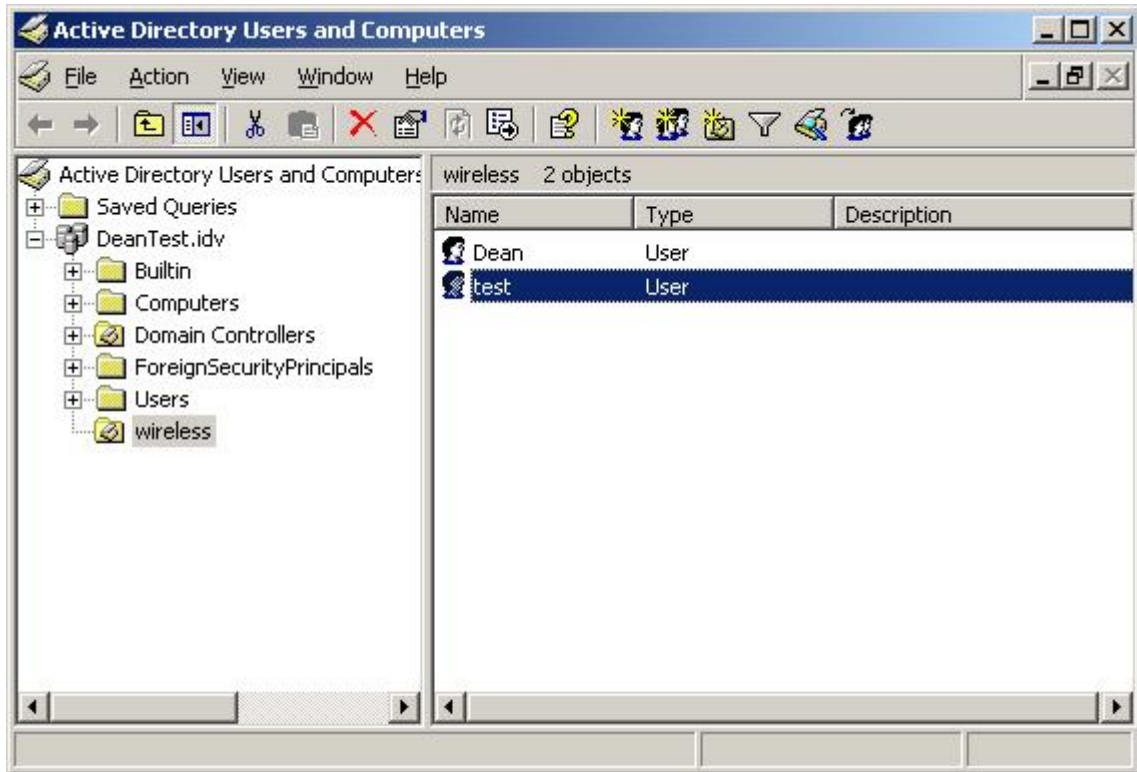 Active Directory Users and Computers
File Action View Window Help
Active Directory Users and Computers
Saved Queries
DeanTest.idv
Builtin
Computers
Domain Controllers
ForeignSecurityPrincipals
Users
wireless
wireless 2 objects
Name Type Description
Dean User
test User